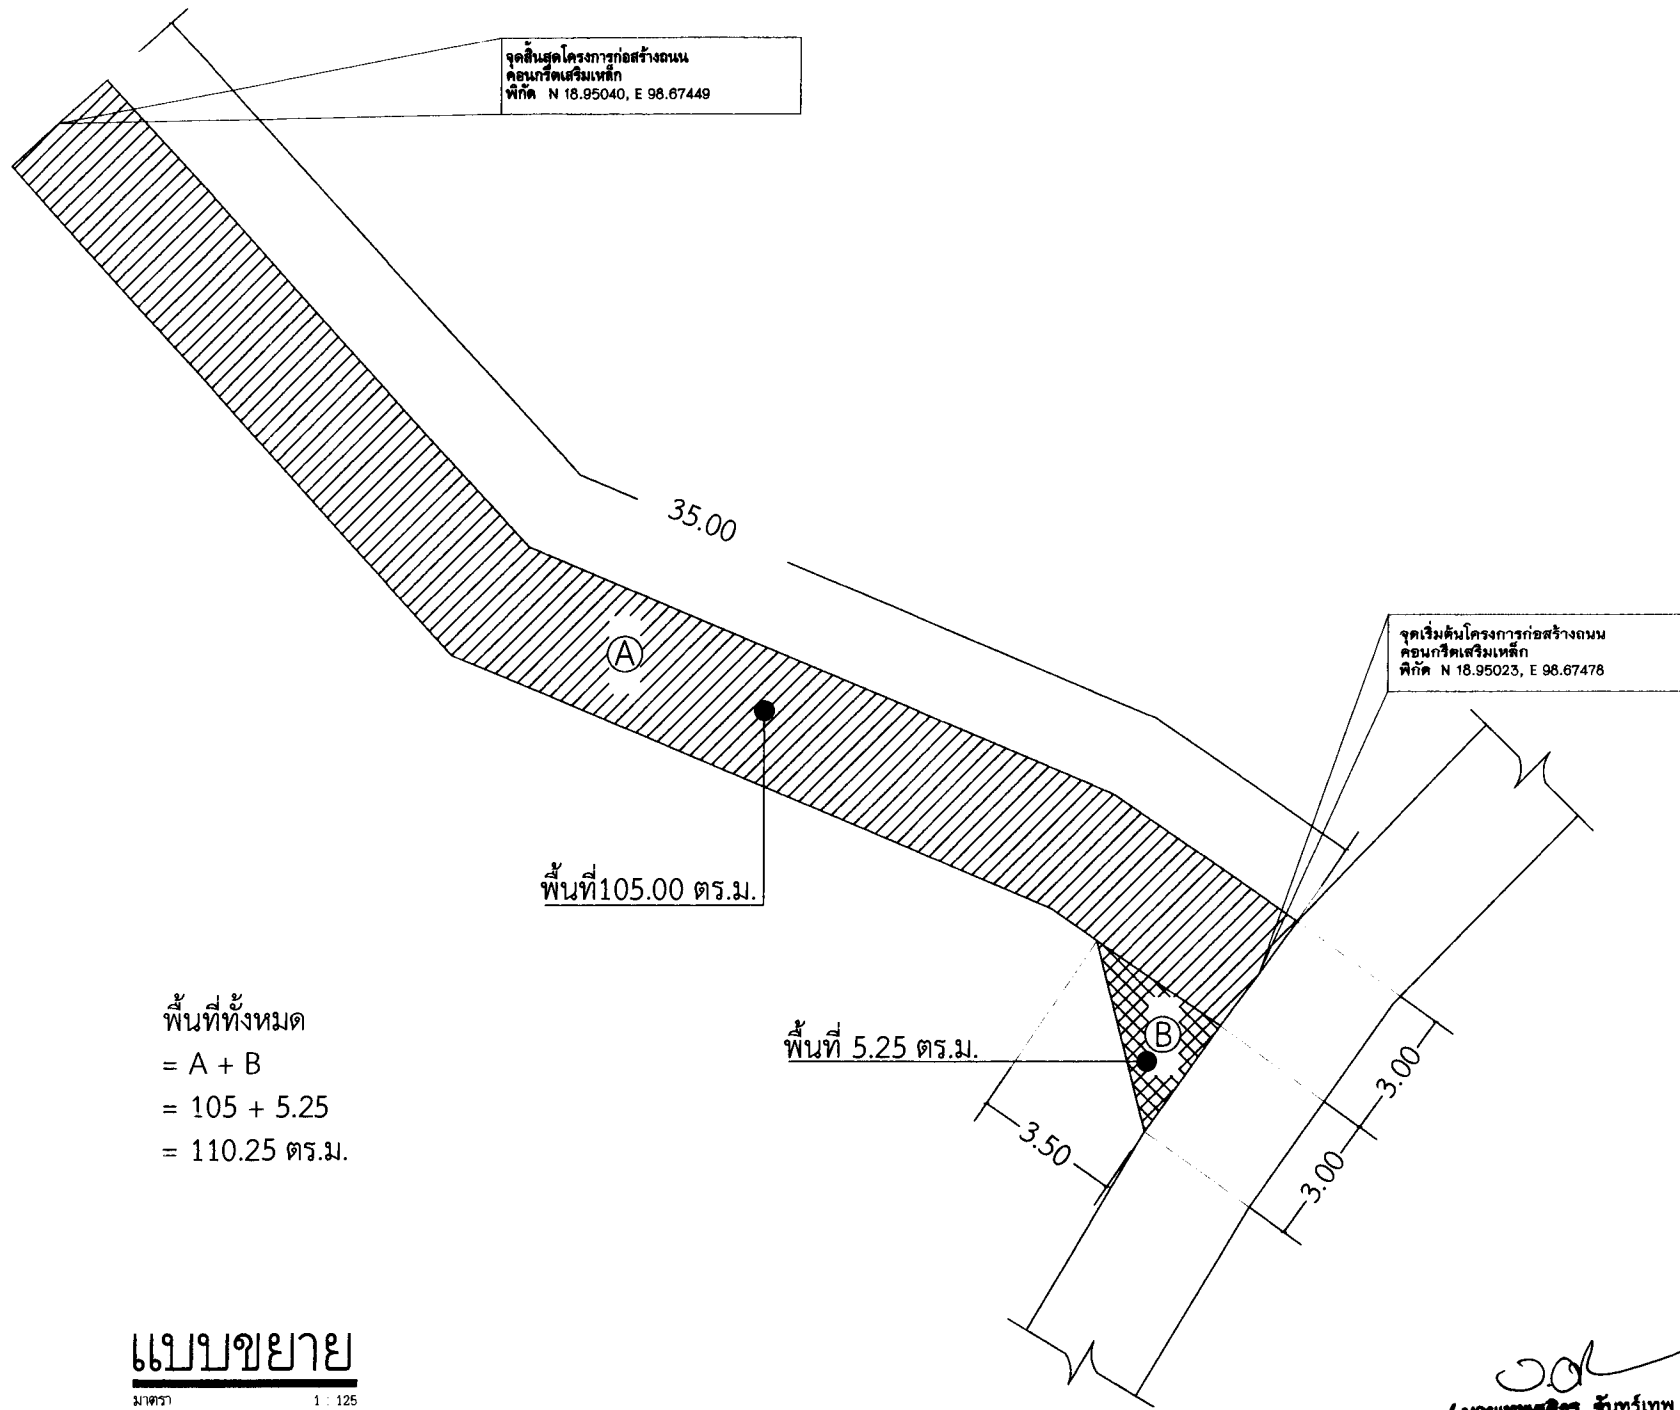 จุดสิ้นสุดโครงการก่อสร้างถนน
คอนกรีตเสริมเหล็ก
พิกัด N 18.95040, E 98.67449
35.00
จุดเริ่มต้นโครงการก่อสร้างถนน
คอนกรีตเสริมเหล็ก
พิกัด N 18.95023, E 98.67478
A
พื้นที่105.00 ตร.ม.
B
พื้นที่ 5.25 ตร.ม.
3.50
3.00
3.00
พื้นที่ทั้งหมด
= A + B
= 105 + 5.25
= 110.25 ตร.ม.
แบบขยาย
มาตรา 1 : 125
จันทร์เทพ